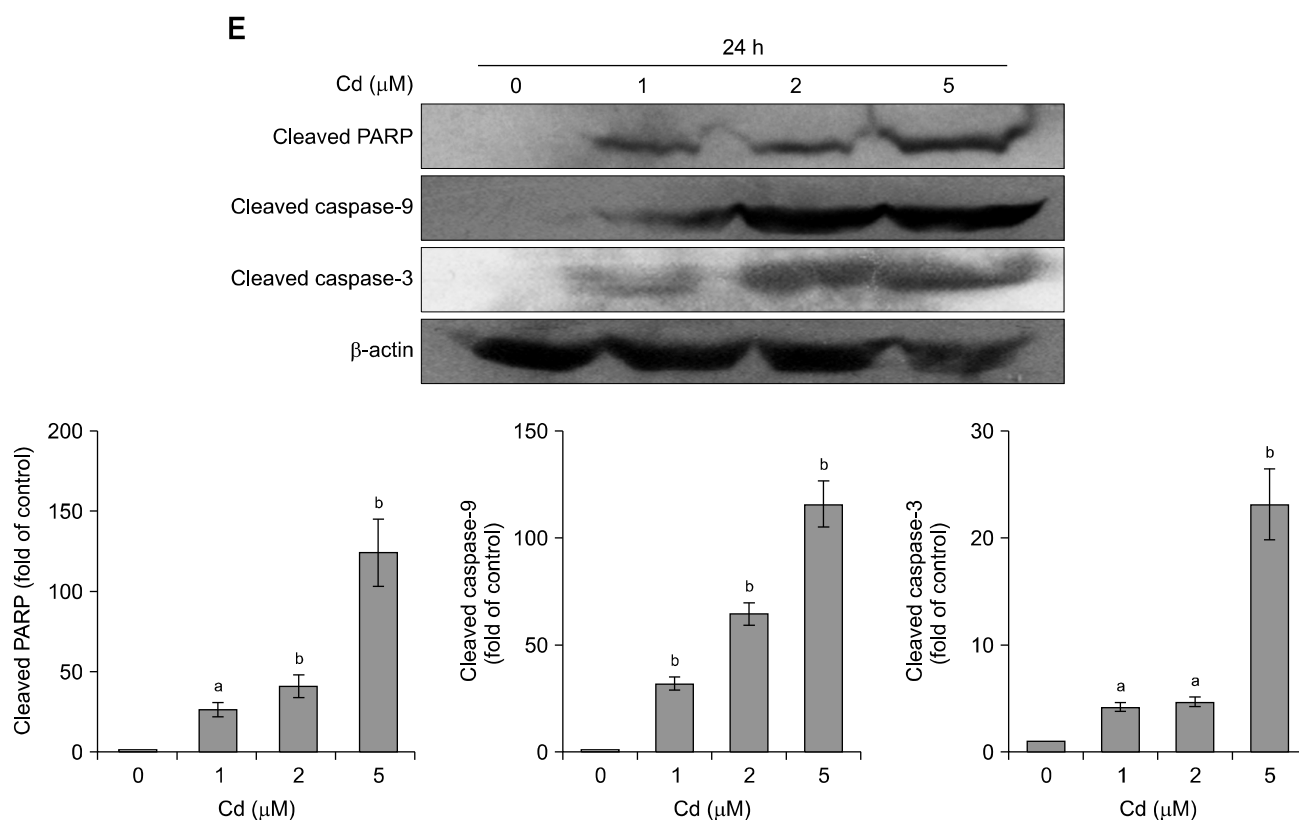 E
24 h
Cd (μM) 0 1 2 5
Cleaved PARP
Cleaved caspase-9
Cleaved caspase-3
β-actin
Cleaved PARP (fold of control)
200
150
100
50
0
a
b
b
0 1 2 5
Cd (μM)
Cleaved caspase-9
(fold of control)
150
100
50
0
b
b
b
0 1 2 5
Cd (μM)
Cleaved caspase-3
(fold of control)
30
20
10
0
a
a
b
0 1 2 5
Cd (μM)